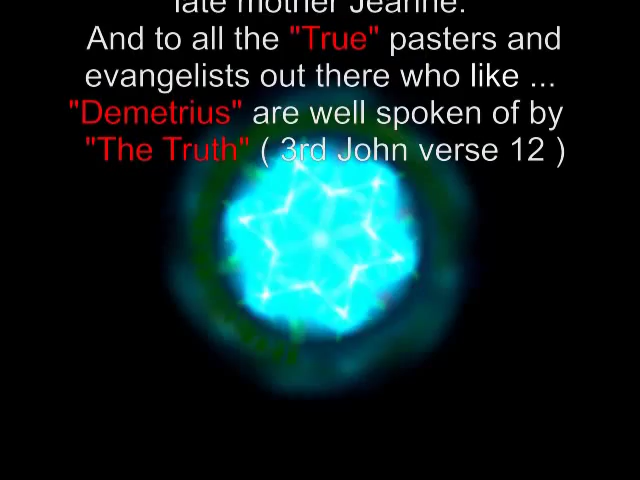 late mother Jeanne.
And to all the "True" pasters and
evangelists out there who like ...
"Demetrius" are well spoken of by
"The Truth" ( 3rd John verse 12 )